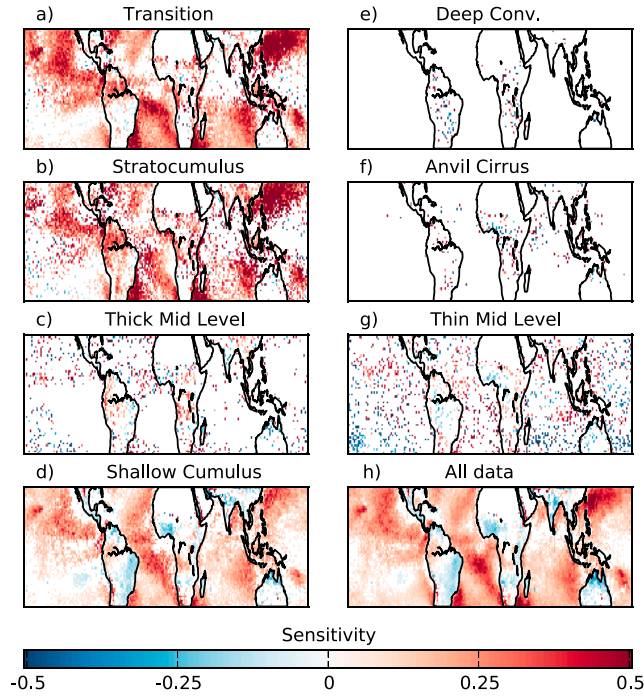 a) Transition
e) Deep Conv.
b) Stratocumulus
f) Anvil Cirrus
c) Thick Mid Level
g) Thin Mid Level
d) Shallow Cumulus
h) All data
Sensitivity
-0.5 -0.25 0 0.25 0.5